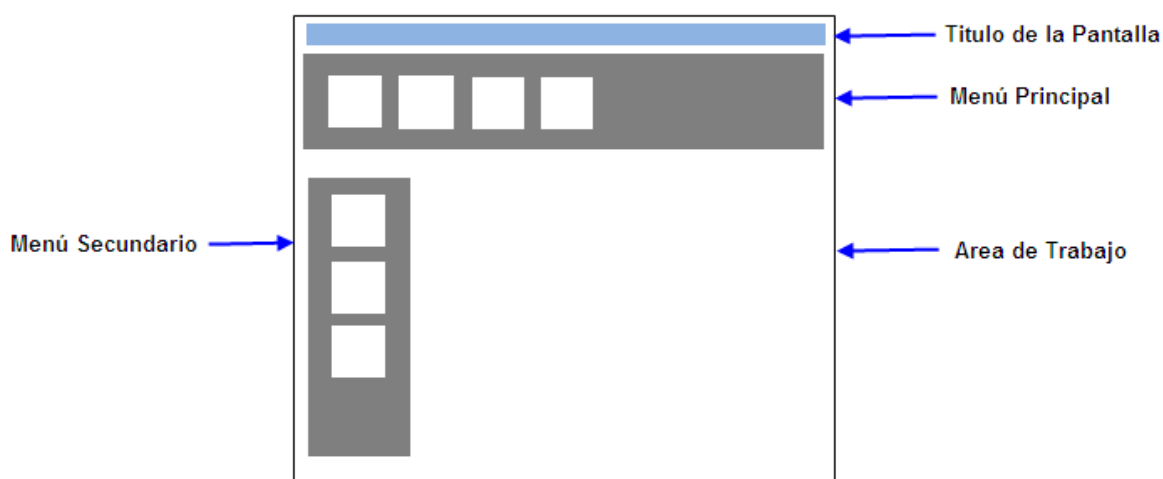 Titulo de la Pantalla
Menú Principal
Menú Secundario
Area de Trabajo